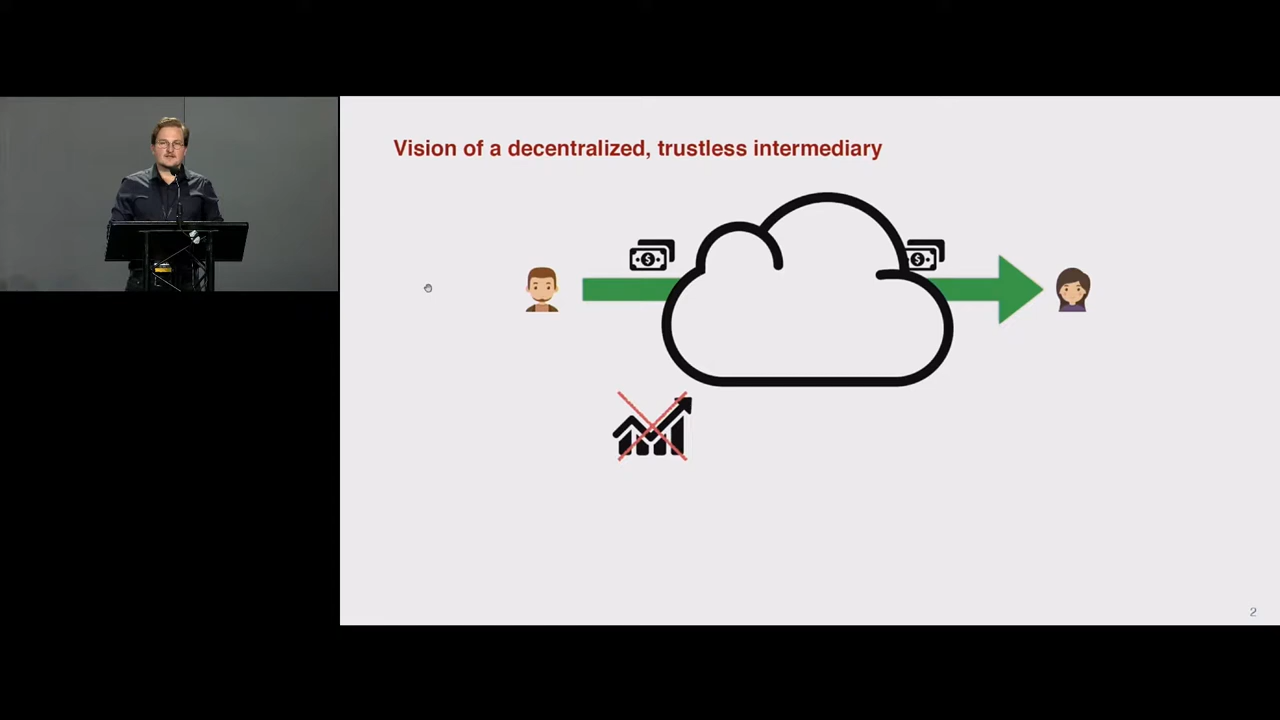 Vision of a decentralized, trustless intermediary
$
$
2